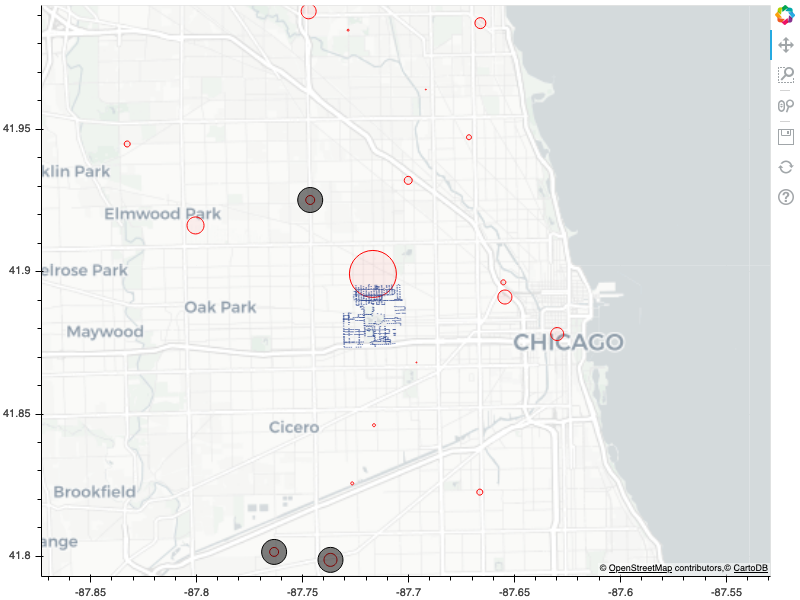 41.95
klin Park
Elmwood Park
41.9
elrose Park
Oak Park
Maywood
CHICAGO
41.85
Cicero
Brookfield
ange
41.8
© OpenStreetMap contributors,© CartoDB
-87.85
-87.8
-87.75
-87.7
-87.65
-87.6
-87.55